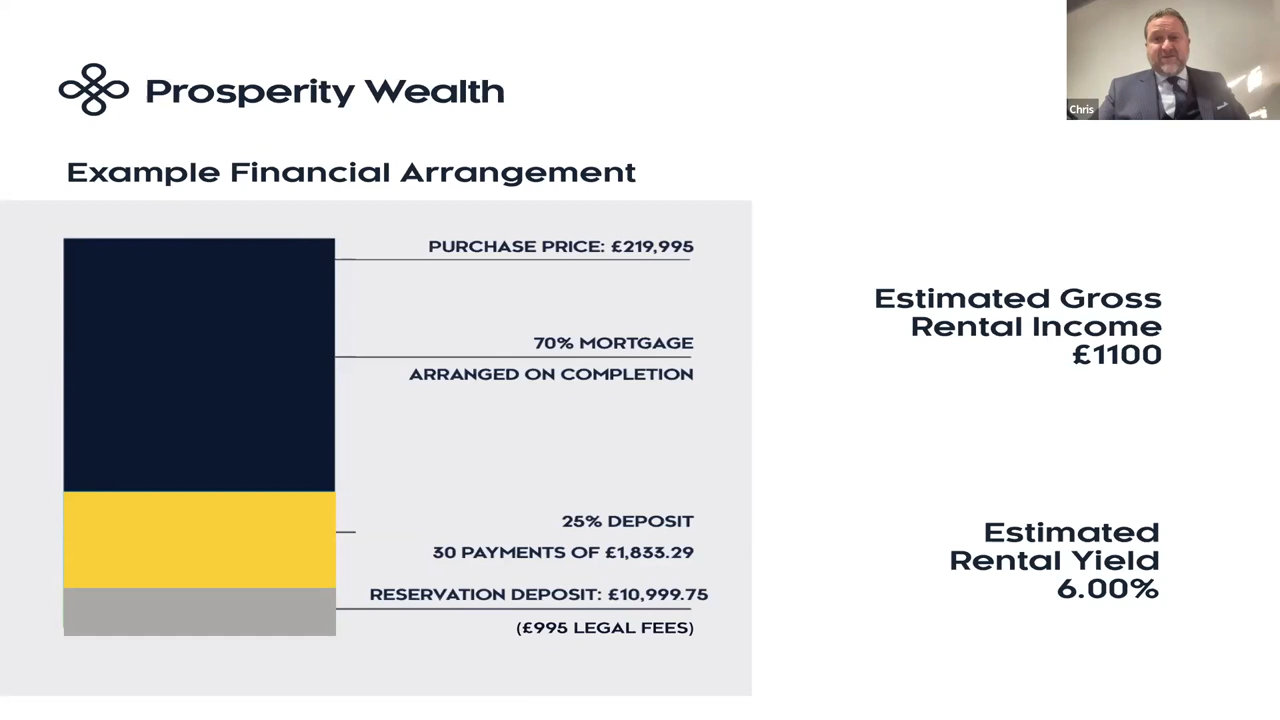 Prosperity Wealth
Chris
Example Financial Arrangement
PURCHASE PRICE: £219,995
70% MORTGAGE
ARRANGED ON COMPLETION
25% DEPOSIT
30 PAYMENTS OF £1,833.29
RESERVATION DEPOSIT: £10,999.75
(£995 LEGAL FEES)
Estimated Gross
Rental Income
£1100
Estimated
Rental Yield
6.00%